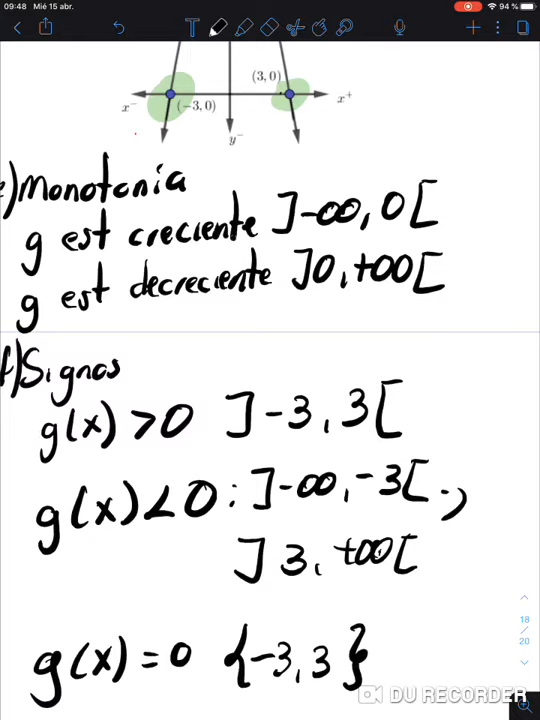 09:48 Mié 15 abr.
94 %
(3,0)
x⁻
(−3,0)
x⁺
y⁻
e) Monotonía
g est creciente ]-∞, 0[
g est decreciente ]0, +∞[
f) Signos
g(x) > 0 ]-3, 3[
g(x) < 0 : ]-∞, -3[ .,
]3, +∞[
18
/
20
g(x) = 0 {-3, 3}
DU RECORDER